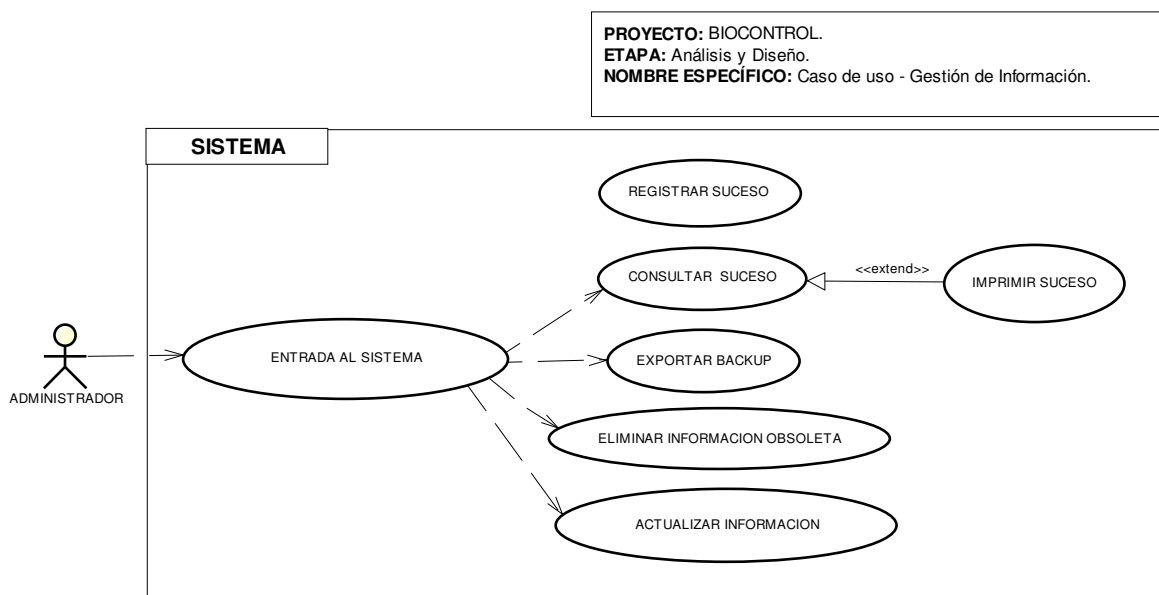 PROYECTO: BIOCONTROL.
ETAPA: Análisis y Diseño.
NOMBRE ESPECÍFICO: Caso de uso - Gestión de Información.
SISTEMA
REGISTRAR SUCESO
CONSULTAR SUCESO
<<extend>>
IMPRIMIR SUCESO
ENTRADA AL SISTEMA
EXPORTAR BACKUP
ADMINISTRADOR
ELIMINAR INFORMACION OBSOLETA
ACTUALIZAR INFORMACION